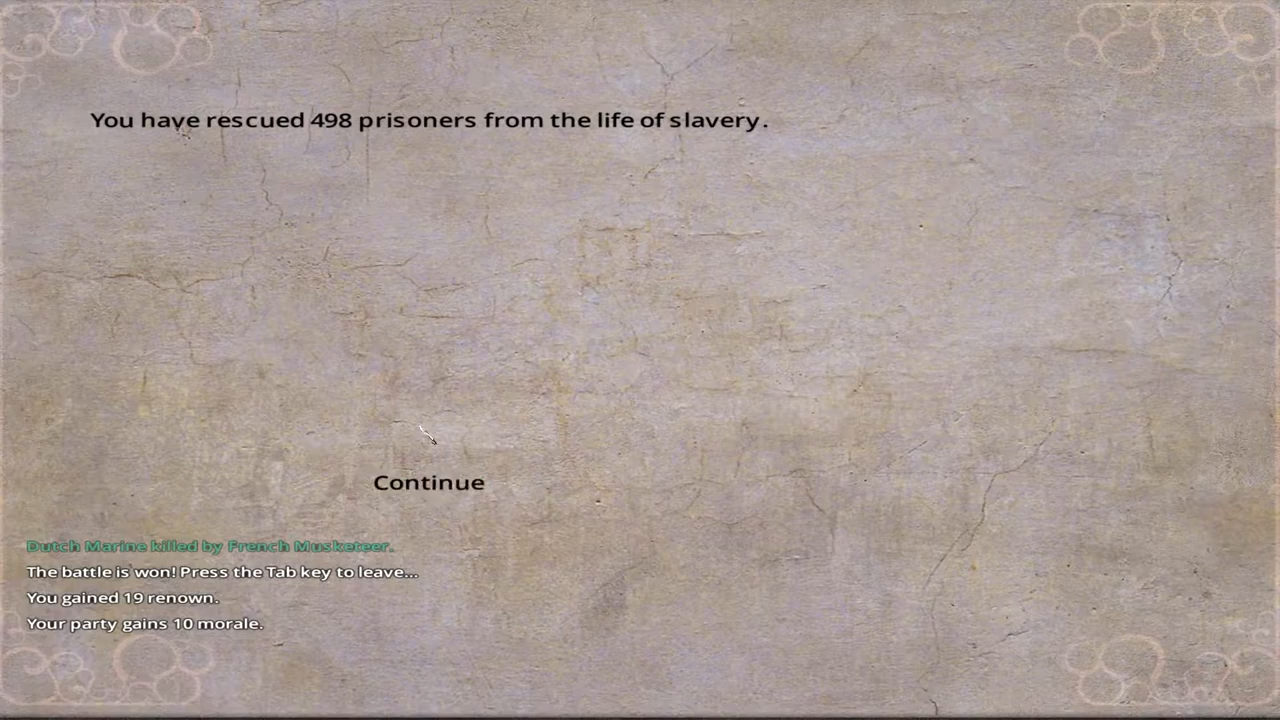 You have rescued 498 prisoners from the life of slavery.
Continue
Dutch Marine killed by French Musketeer.
The battle is won! Press the Tab key to leave...
You gained 19 renown.
Your party gains 10 morale.